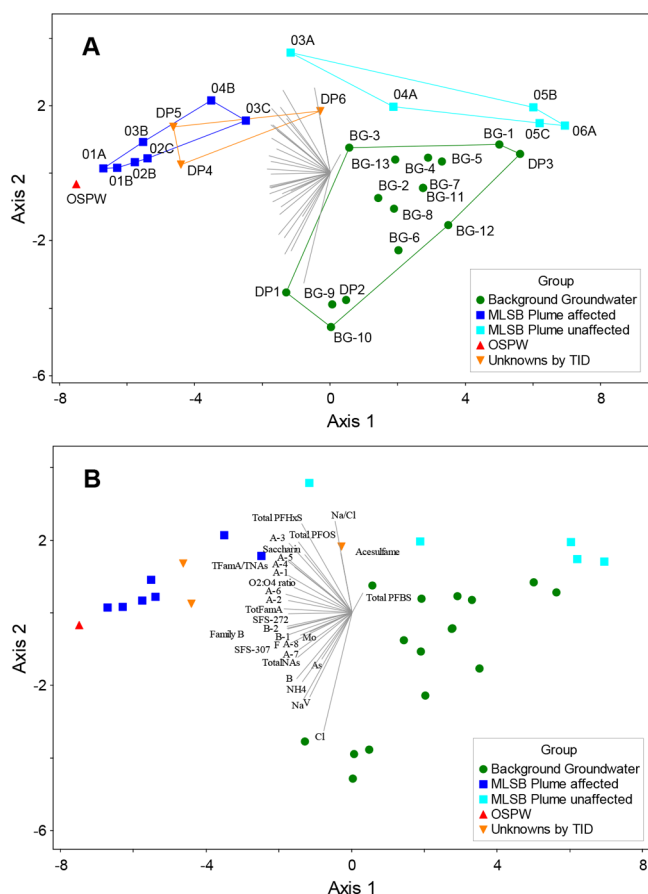 A
03A
04B
DP5
DP6
03C
04A
05B
05C
06A
03B
02C
01A
01B
02B
DP4
OSPW
BG-3
BG-1
BG-13
BG-4
BG-5
DP3
BG-2
BG-7
BG-11
BG-8
BG-12
BG-6
DP1
BG-9
DP2
BG-10
2
-2
-6
Axis 2
-8
-4
0
4
8
Axis 1
Group
Background Groundwater
MLSB Plume affected
MLSB Plume unaffected
OSPW
Unknowns by TID
B
Total PFHxS
Na/Cl
A-3
Total PFOS
Saccharin
Acesulfame
A-5
TFamA/TNAs
A-4
A-1
O2:O4 ratio
A-6
Total PFBS
A-2
TotFamA
SFS-272
B-2
Family B
B-1
Mo
F
A-8
SFS-307
A-7
TotalNAs
As
B
NH4
Na
V
Cl
2
-2
-6
Axis 2
-8
-4
0
4
8
Axis 1
Group
Background Groundwater
MLSB Plume affected
MLSB Plume unaffected
OSPW
Unknowns by TID